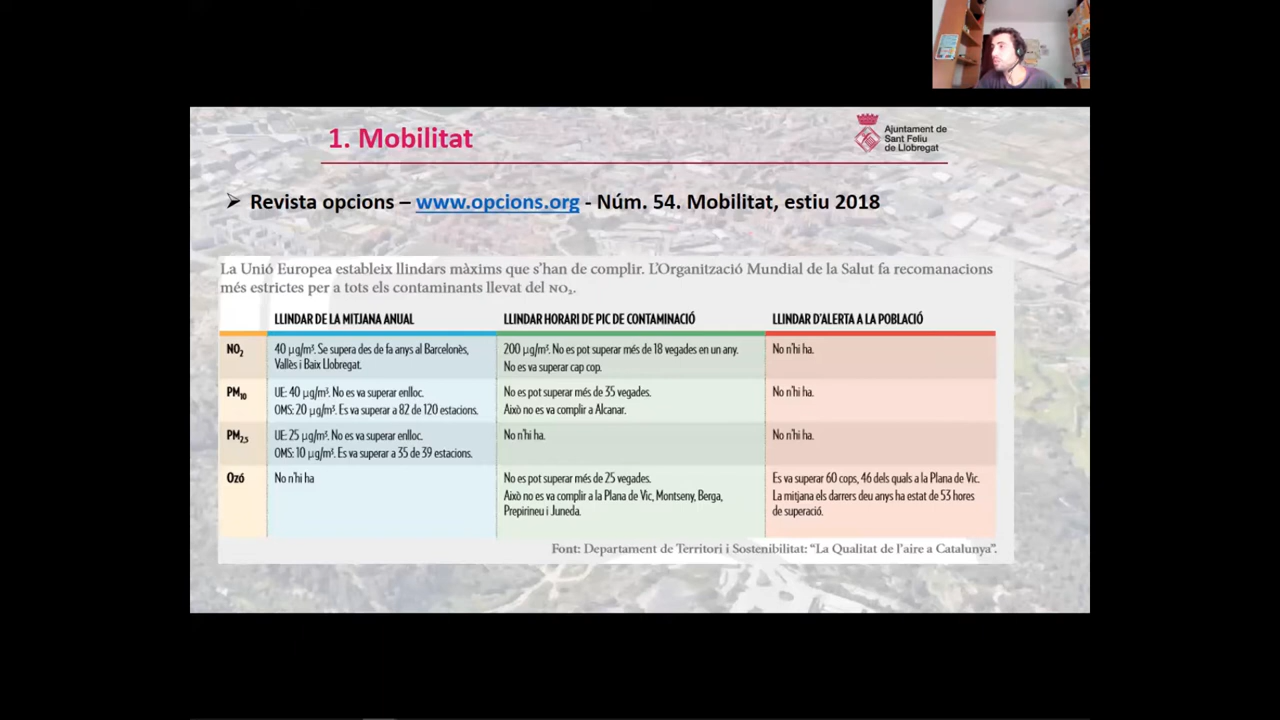 1. Mobilitat
Ajuntament de
Sant Feliu
de Llobregat
Revista opcions – www.opcions.org - Núm. 54. Mobilitat, estiu 2018
La Unió Europea estableix llindars màxims que s'han de complir. L'Organització Mundial de la Salut fa recomanacions
més estrictes per a tots els contaminants llevat del NO₂.
LLINDAR DE LA MITJANA ANUAL
LLINDAR HORARI DE PIC DE CONTAMINACIÓ
LLINDAR D'ALERTA A LA POBLACIÓ
NO₂
40 µg/m³. Se supera des de fa anys al Barcelonès,
Vallès i Baix Llobregat.
200 µg/m³. No es pot superar més de 18 vegades en un any.
No es va superar cap cop.
No n'hi ha.
PM₁₀
UE: 40 µg/m³. No es va superar enlloc.
OMS: 20 µg/m³. Es va superar a 82 de 120 estacions.
No es pot superar més de 35 vegades.
Això no es va complir a Alcanar.
No n'hi ha.
PM₂,₅
UE: 25 µg/m³. No es va superar enlloc.
OMS: 10 µg/m³. Es va superar a 35 de 39 estacions.
No n'hi ha.
No n'hi ha.
Ozó
No n'hi ha
No es pot superar més de 25 vegades.
Això no es va complir a la Plana de Vic, Montseny, Berga,
Prepirineu i Juneda.
Es va superar 60 cops, 46 dels quals a la Plana de Vic.
La mitjana els darrers deu anys ha estat de 53 hores
de superació.
Font: Departament de Territori i Sostenibilitat: “La Qualitat de l'aire a Catalunya”.